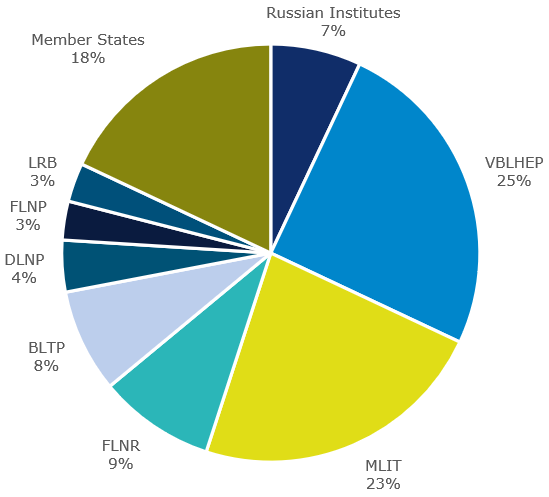 Russian Institutes
7%
Member States
18%
VBLHEP
25%
LRB
3%
FLNP
3%
DLNP
4%
BLTP
8%
FLNR
9%
MLIT
23%